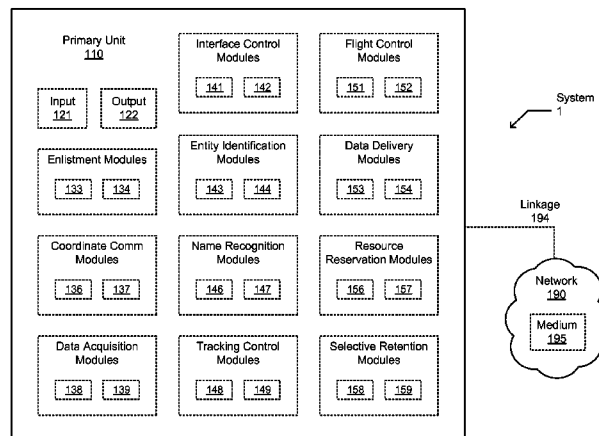 Primary Unit
110
Input
121
Output
122
Interface Control
Modules
141
142
Flight Control
Modules
151
152
Enlistment Modules
133
134
Entity Identification
Modules
143
144
Data Delivery
Modules
153
154
Coordinate Comm
Modules
136
137
Name Recognition
Modules
146
147
Resource
Reservation Modules
156
157
Data Acquisition
Modules
138
139
Tracking Control
Modules
148
149
Selective Retention
Modules
158
159
System
1
Linkage
194
Network
190
Medium
195